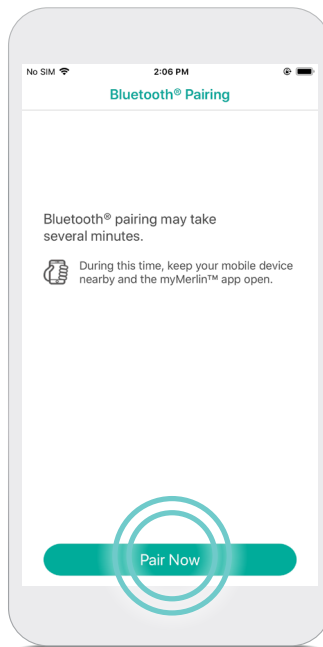 No SIM 2:06 PM
Bluetooth® Pairing
Bluetooth® pairing may take
several minutes.
During this time, keep your mobile device
nearby and the myMerlin™ app open.
Pair Now